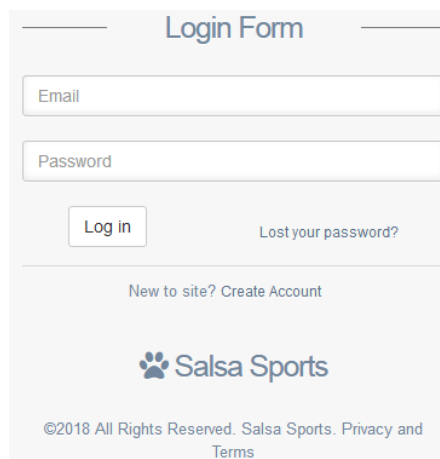 Login Form
Email
Password
Log in
Lost your password?
New to site? Create Account
Salsa Sports
©2018 All Rights Reserved. Salsa Sports. Privacy and
Terms